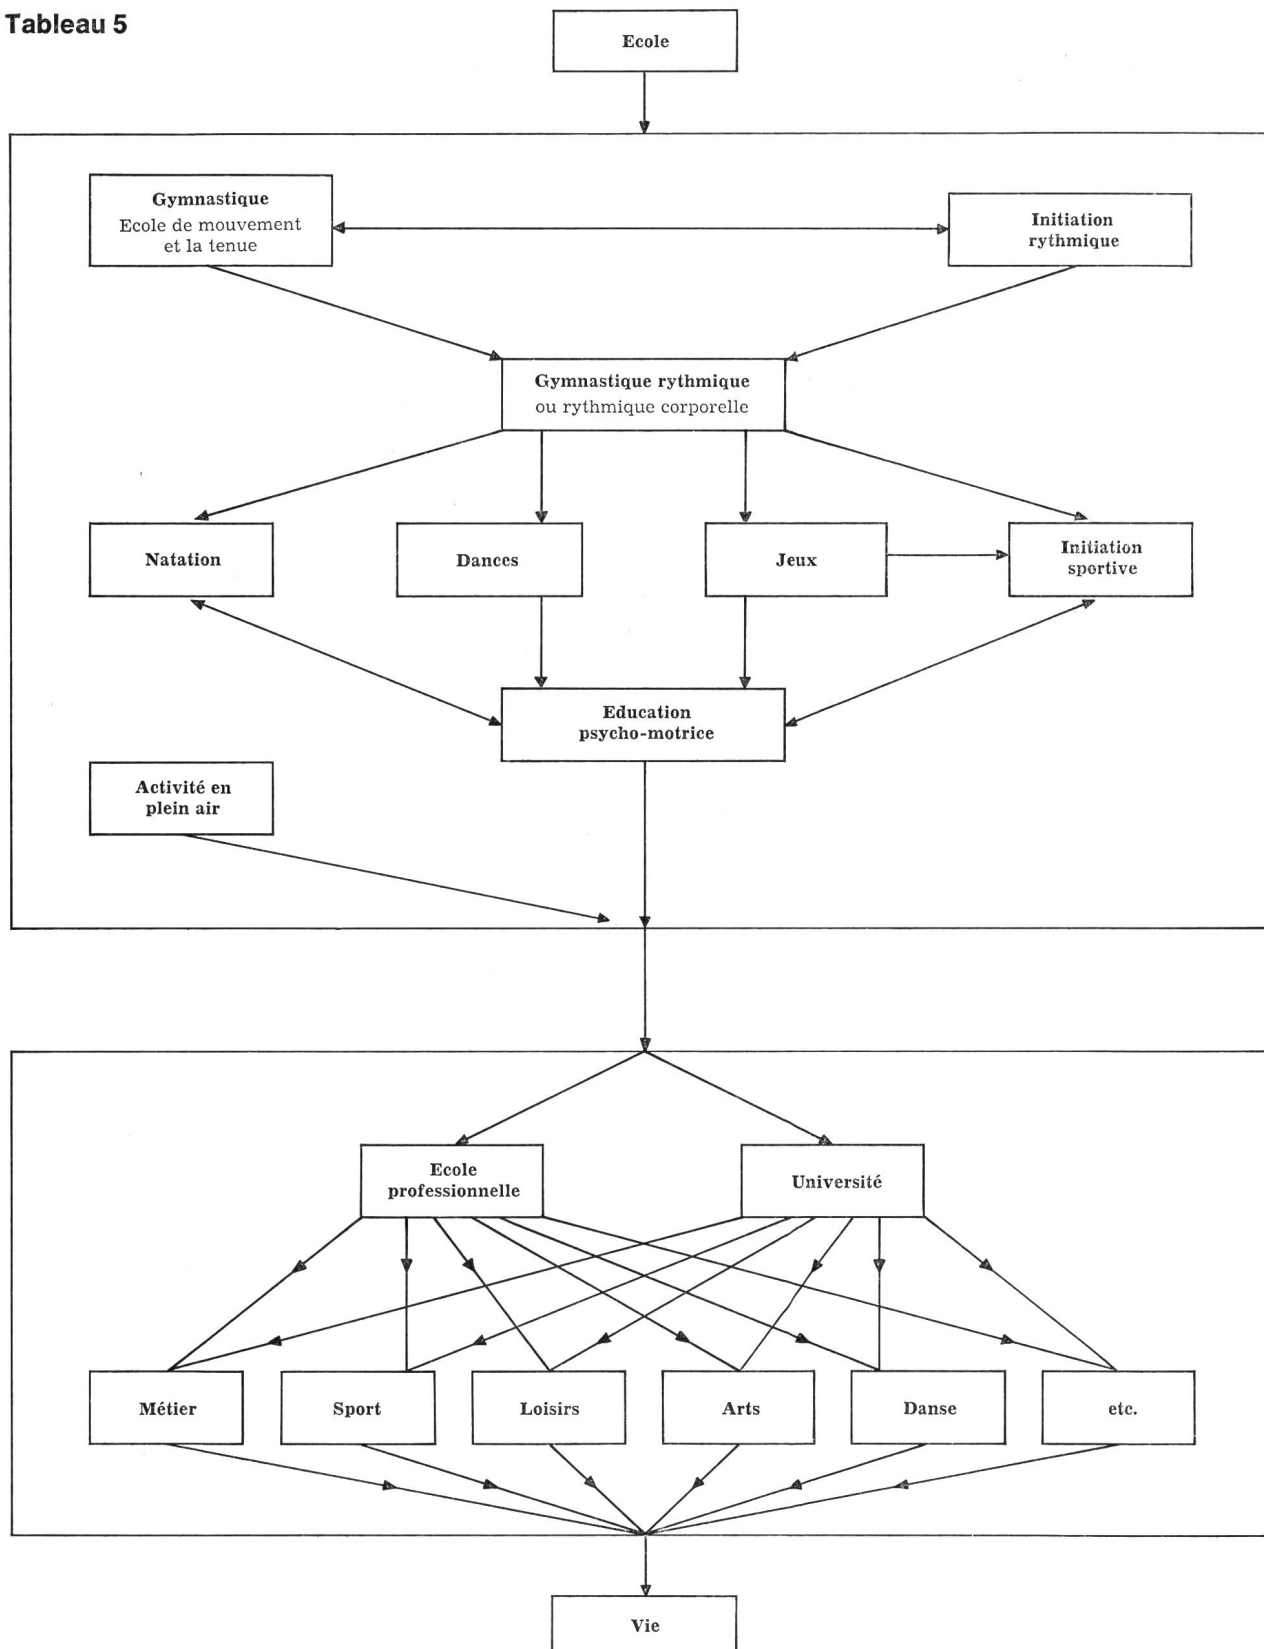 Tableau 5
Ecole
Gymnastique
Ecole de mouvement
et la tenue
Initiation
rythmique
Gymnastique rythmique
ou rythmique corporelle
Natation
Dances
Jeux
Initiation
sportive
Education
psycho-motrice
Activité en
plein air
Ecole
professionnelle
Université
Métier
Sport
Loisirs
Arts
Danse
etc.
Vie